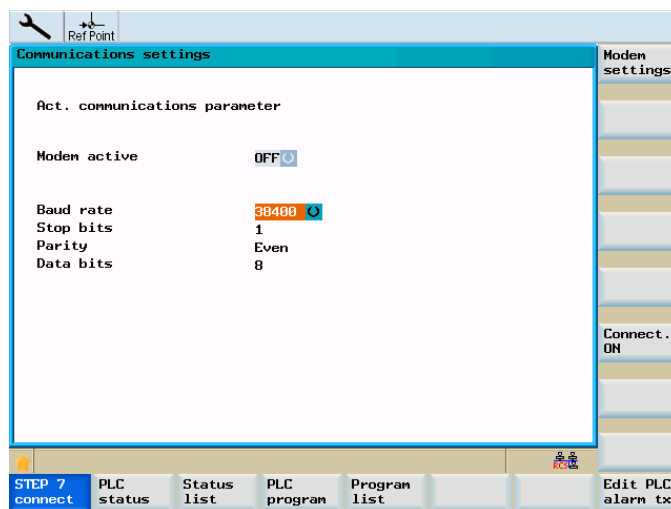 Ref Point
Communications settings
Modem
settings
Act. communications parameter
Modem active OFF
Baud rate 38400
Stop bits 1
Parity Even
Data bits 8
Connect.
ON
RCS
STEP 7
connect
PLC
status
Status
list
PLC
program
Program
list
Edit PLC
alarm tx